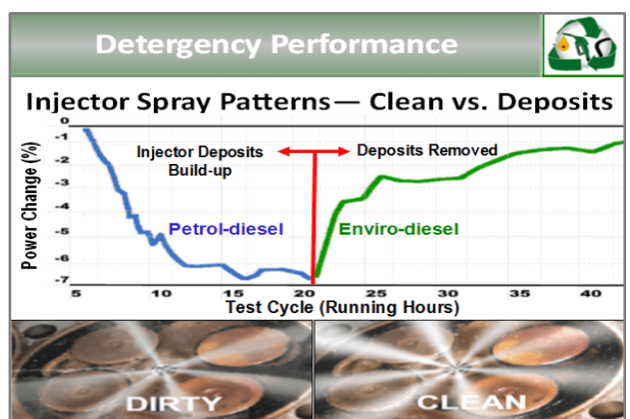 Detergency Performance
Injector Spray Patterns— Clean vs. Deposits
Power Change (%)
-1
-1
-2
-3
-4
-5
-6
-7
Injector Deposits
Build-up
Deposits Removed
Petrol-diesel
Enviro-diesel
5 10 15 20 25 30 35 40
Test Cycle (Running Hours)
DIRTY
CLEAN